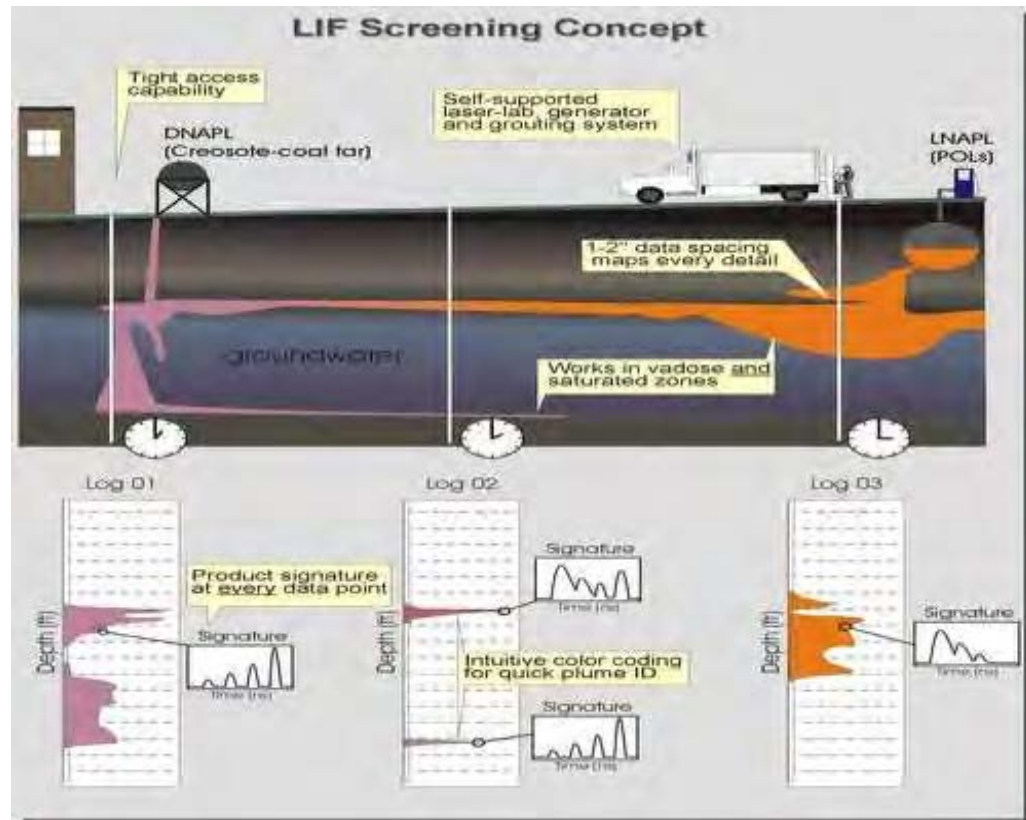 LIF Screening Concept
Tight access
capability
DNAPL
(Creosote-coal tar)
Self-supported
laser-lab, generator
and grouting system
LNAPL
(POLs)
1-2" data spacing
maps every detail
groundwater
Works in vadose and
saturated zones
Log 01
Log 02
Log 03
Depth (ft)
Product signature
at every data point
Signature
Time (ns)
Depth (ft)
Signature
Time (ns)
Intuitive color coding
for quick plume ID
Signature
Time (ns)
Depth (ft)
Signature
Time (ns)